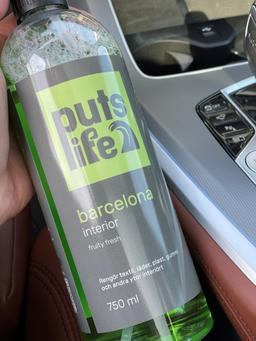 puts
life
barcelona
interior
fruity fresh
Rengör textil, läder, plast, gummi
och andra ytor interiört
750 ml